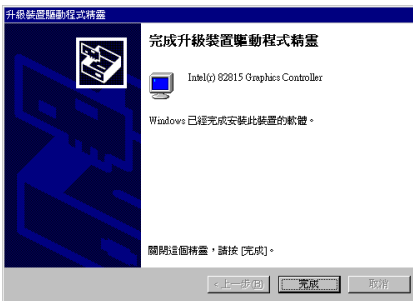 升級裝置驅動程式精靈
完成升級裝置驅動程式精靈
Intel(r) 82815 Graphics Controller
Windows 已經完成安裝此裝置的軟體。
關閉這個精靈，請按 [完成]。
<上一步(B)
完成
取消